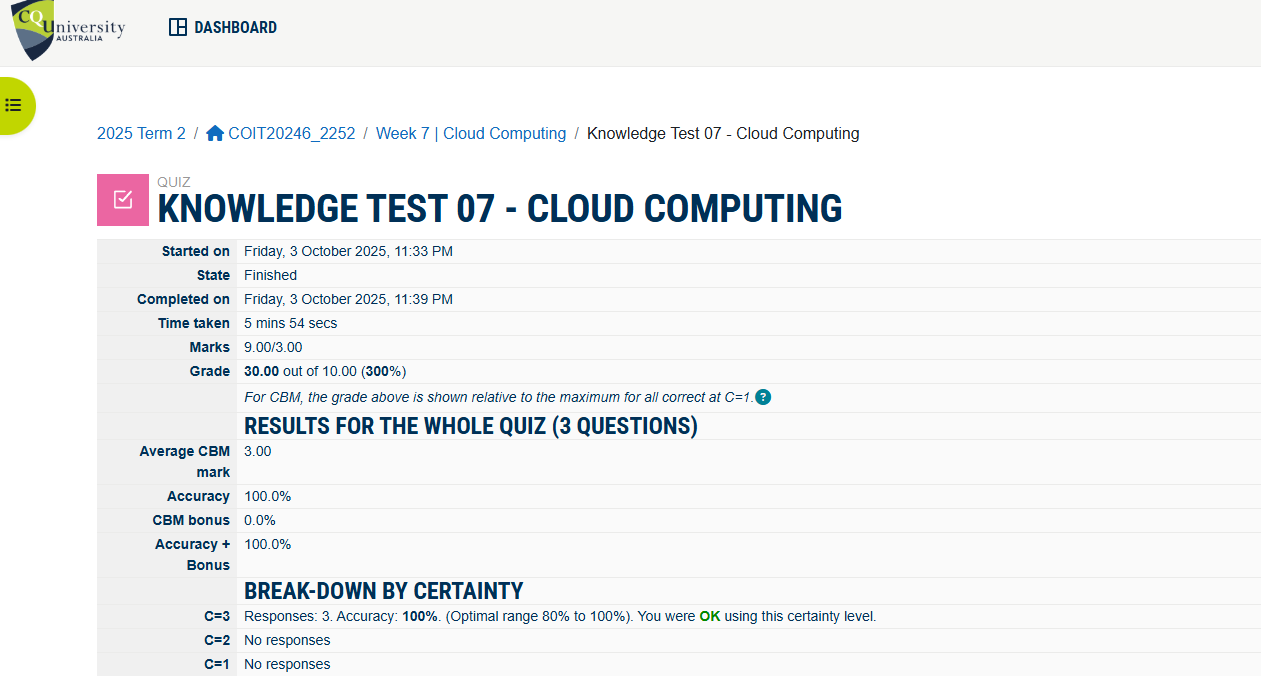 CQUniversity
AUSTRALIA
DASHBOARD
2025 Term 2 / COIT20246_2252 / Week 7 | Cloud Computing / Knowledge Test 07 - Cloud Computing
QUIZ
KNOWLEDGE TEST 07 - CLOUD COMPUTING
Started on Friday, 3 October 2025, 11:33 PM
State Finished
Completed on Friday, 3 October 2025, 11:39 PM
Time taken 5 mins 54 secs
Marks 9.00/3.00
Grade 30.00 out of 10.00 (300%)
For CBM, the grade above is shown relative to the maximum for all correct at C=1. ?
RESULTS FOR THE WHOLE QUIZ (3 QUESTIONS)
Average CBM 3.00
mark
Accuracy 100.0%
CBM bonus 0.0%
Accuracy + 100.0%
Bonus
BREAK-DOWN BY CERTAINTY
C=3 Responses: 3. Accuracy: 100%. (Optimal range 80% to 100%). You were OK using this certainty level.
C=2 No responses
C=1 No responses